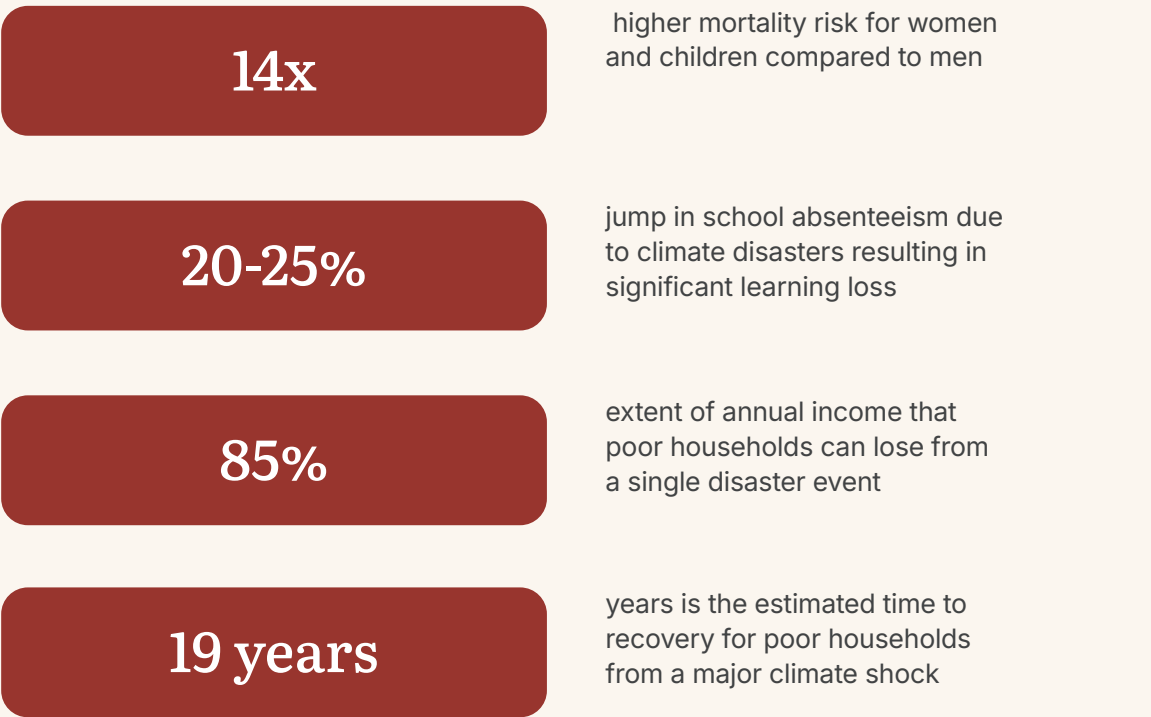 14x
higher mortality risk for women
and children compared to men
20-25%
jump in school absenteeism due
to climate disasters resulting in
significant learning loss
85%
extent of annual income that
poor households can lose from
a single disaster event
19 years
years is the estimated time to
recovery for poor households
from a major climate shock